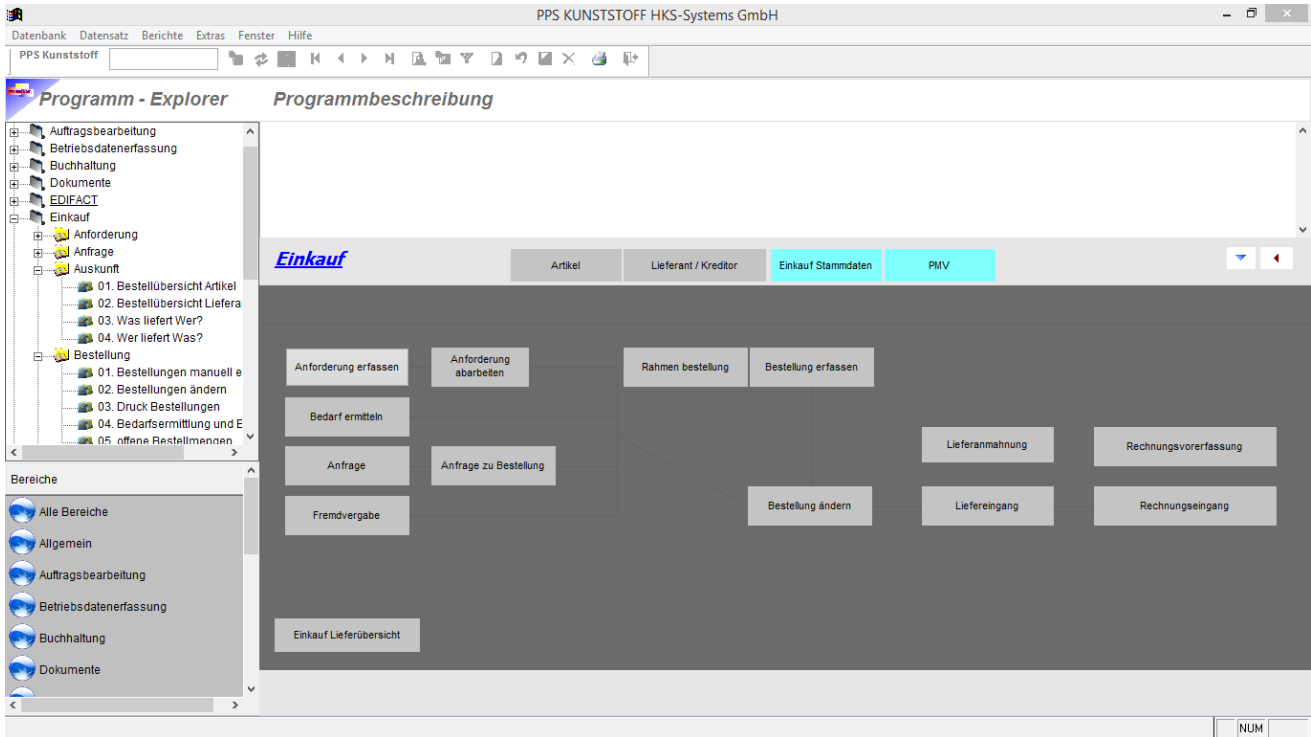 PPS KUNSTSTOFF HKS-Systems GmbH
Datenbank Datensatz Berichte Extras Fenster Hilfe
PPS Kunststoff
Programm - Explorer
Programmbeschreibung
Auftragsbearbeitung
Betriebsdatenerfassung
Buchhaltung
Dokumente
EDIFACT
Einkauf
Anforderung
Anfrage
Auskunft
01. Bestellübersicht Artikel
02. Bestellübersicht Liefera
03. Was liefert Wer?
04. Wer liefert Was?
Bestellung
01. Bestellungen manuell e
02. Bestellungen ändern
03. Druck Bestellungen
04. Bedarfsermittlung und E
05. offene Bestellmengen
Bereiche
Alle Bereiche
Allgemein
Auftragsbearbeitung
Betriebsdatenerfassung
Buchhaltung
Dokumente
Einkauf
Artikel
Lieferant / Kreditor
Einkauf Stammdaten
PMV
Anforderung erfassen
Anforderung
abarbeiten
Rahmen bestellung
Bestellung erfassen
Bedarf ermitteln
Lieferanmahnung
Rechnungsvorerfassung
Anfrage
Anfrage zu Bestellung
Bestellung ändern
Liefereingang
Rechnungseingang
Fremdvergabe
Einkauf Lieferübersicht
NUM